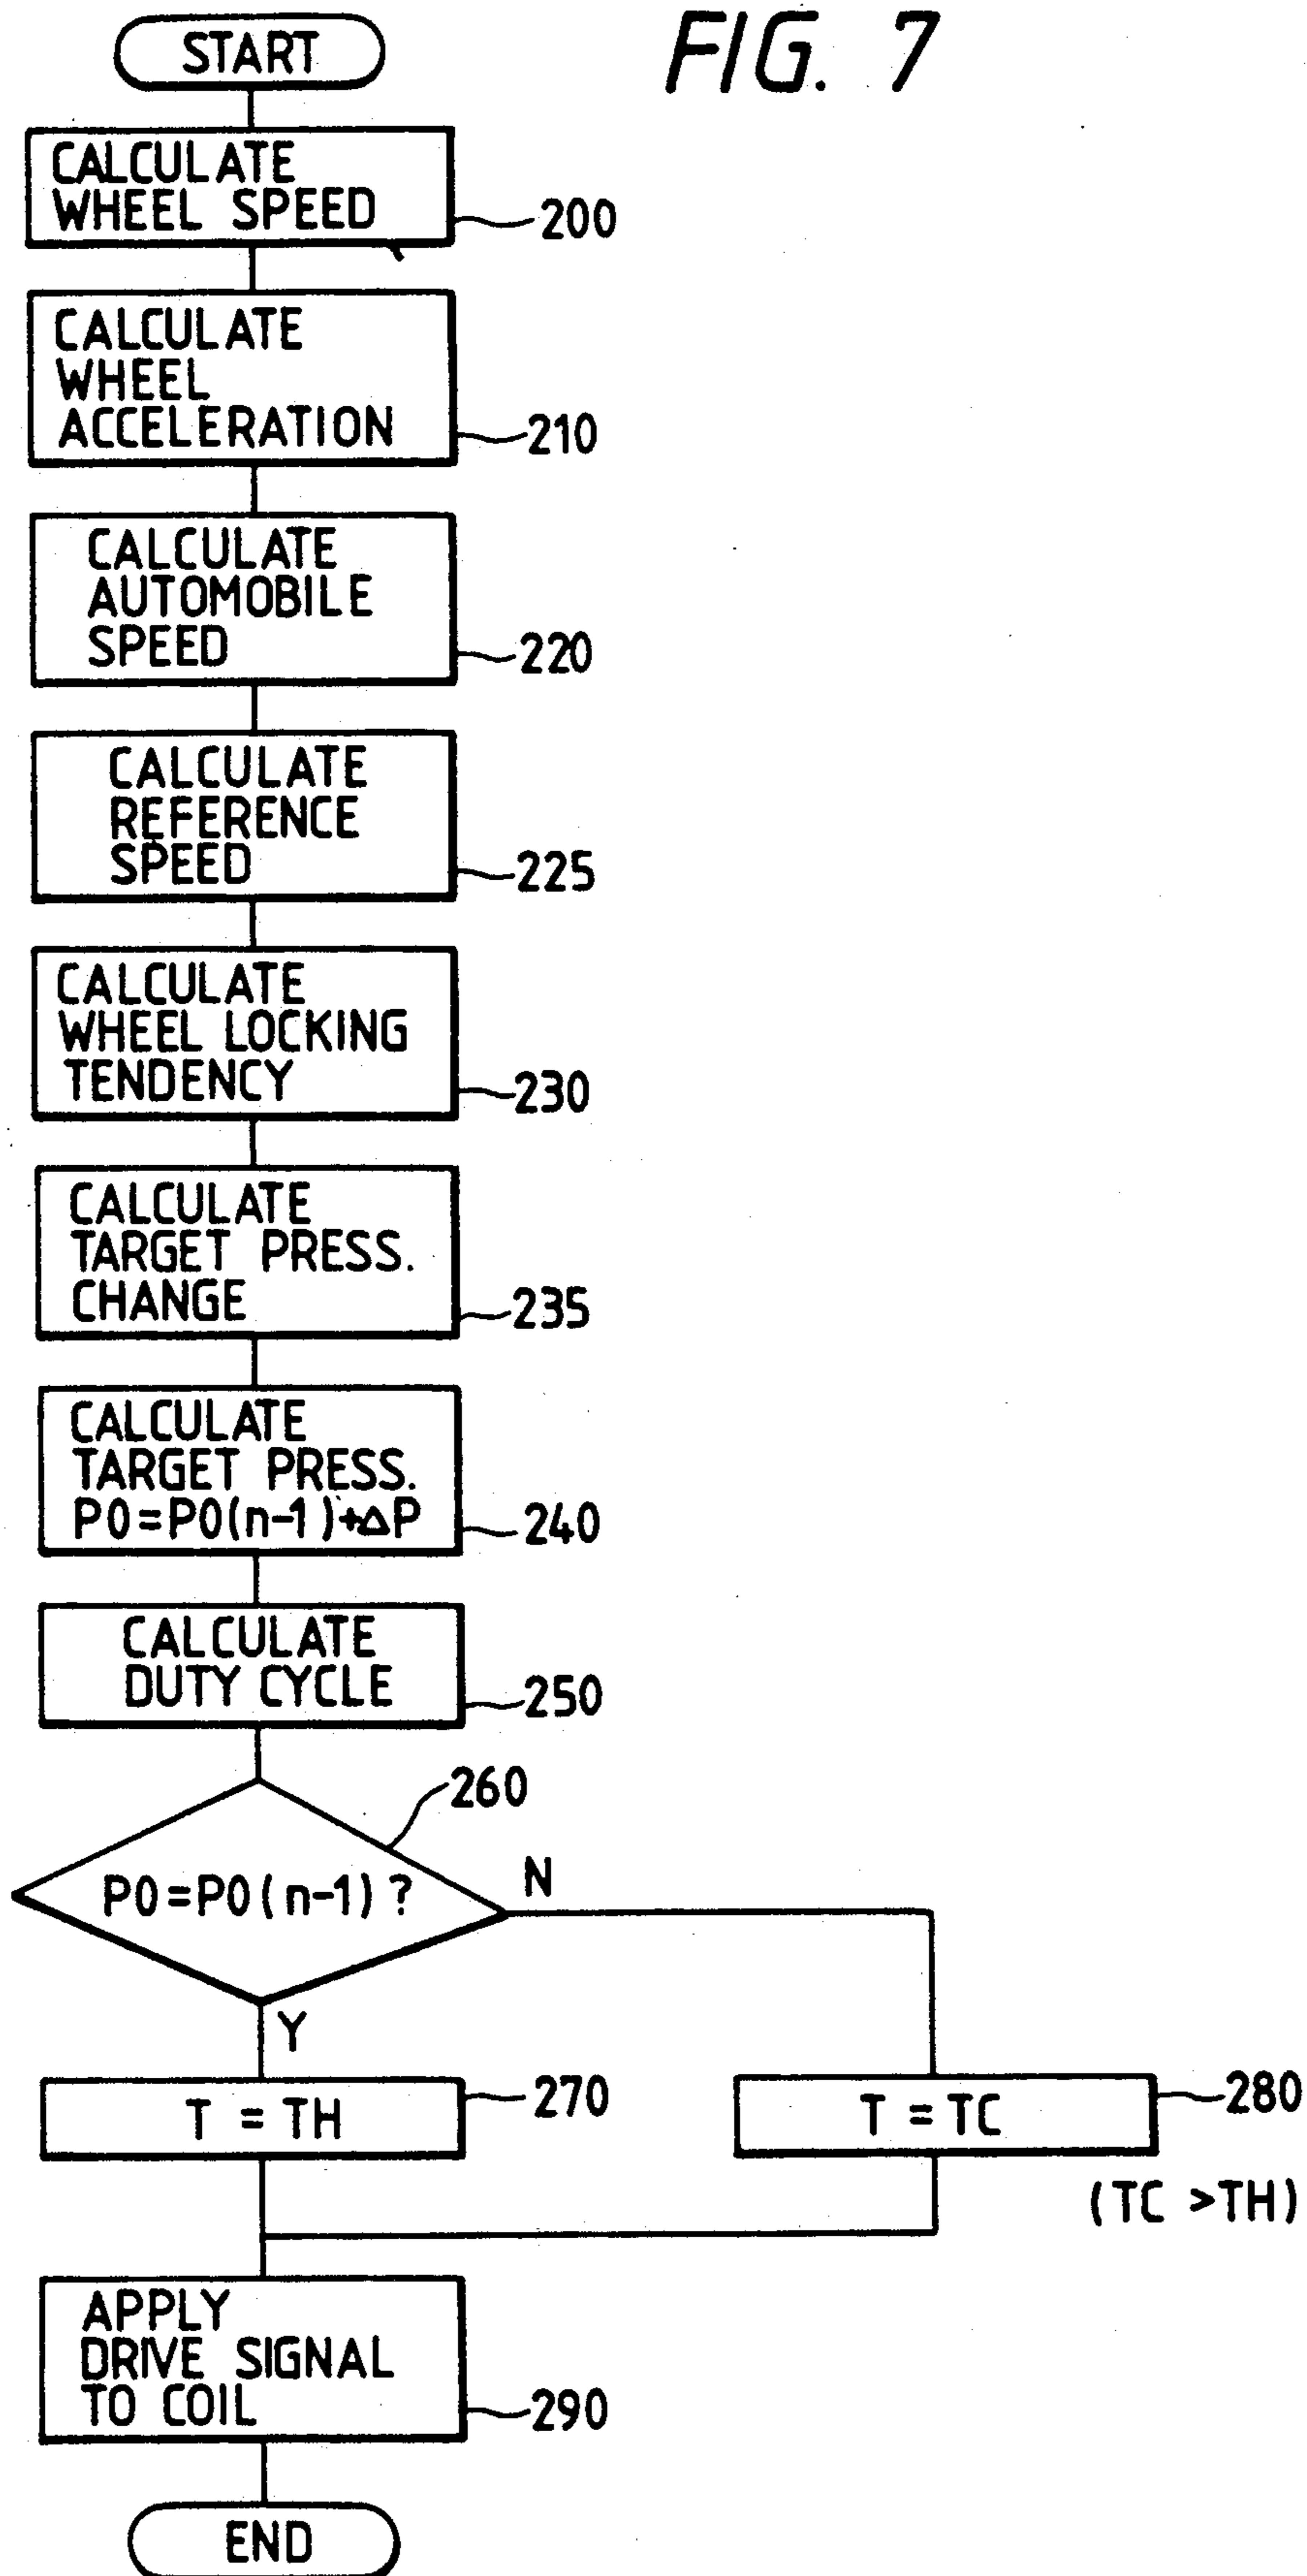 START
FIG. 7
CALCULATE
WHEEL SPEED
200
CALCULATE
WHEEL
ACCELERATION
210
CALCULATE
AUTOMOBILE
SPEED
220
CALCULATE
REFERENCE
SPEED
225
CALCULATE
WHEEL LOCKING
TENDENCY
230
CALCULATE
TARGET PRESS.
CHANGE
235
CALCULATE
TARGET PRESS.
P0=P0(n-1)+ΔP
240
CALCULATE
DUTY CYCLE
250
260
P0=P0(n-1)?
N
Y
T = TH
270
T = TC
280
(TC >TH)
APPLY
DRIVE SIGNAL
TO COIL
290
END